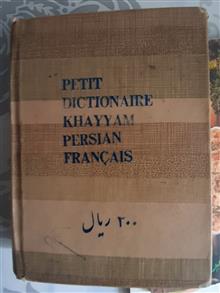 PETIT
DICTIONAIRE
KHAYYAM
PERSIAN
FRANÇAIS
۲۰۰ ریال